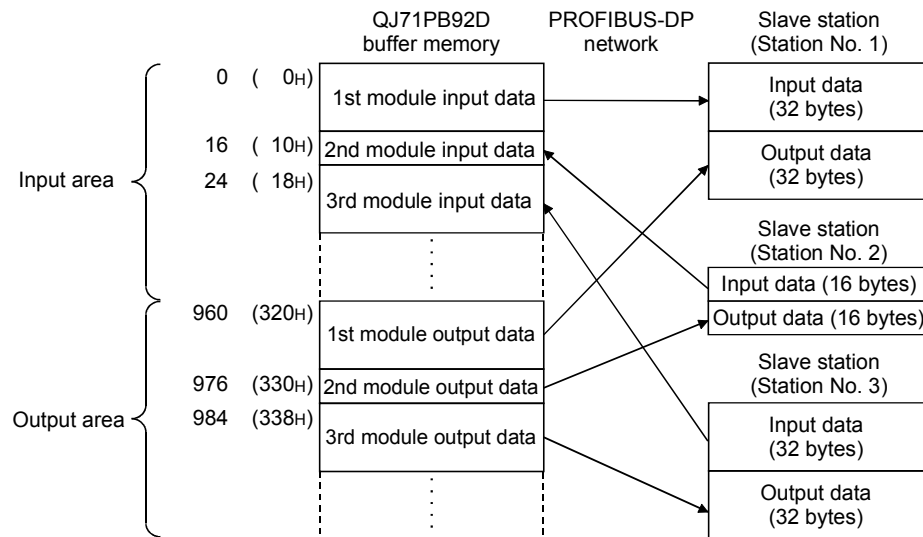 QJ71PB92D
buffer memory
PROFIBUS-DP
network
Slave station
(Station No. 1)
0 ( 0H)
1st module input data
Input data
(32 bytes)
16 ( 10H)
2nd module input data
Output data
(32 bytes)
Input area
24 ( 18H)
3rd module input data
Slave station
(Station No. 2)
Input data (16 bytes)
960 (320H)
1st module output data
Output data (16 bytes)
Slave station
(Station No. 3)
976 (330H)
2nd module output data
Output area
984 (338H)
3rd module output data
Input data
(32 bytes)
Output data
(32 bytes)